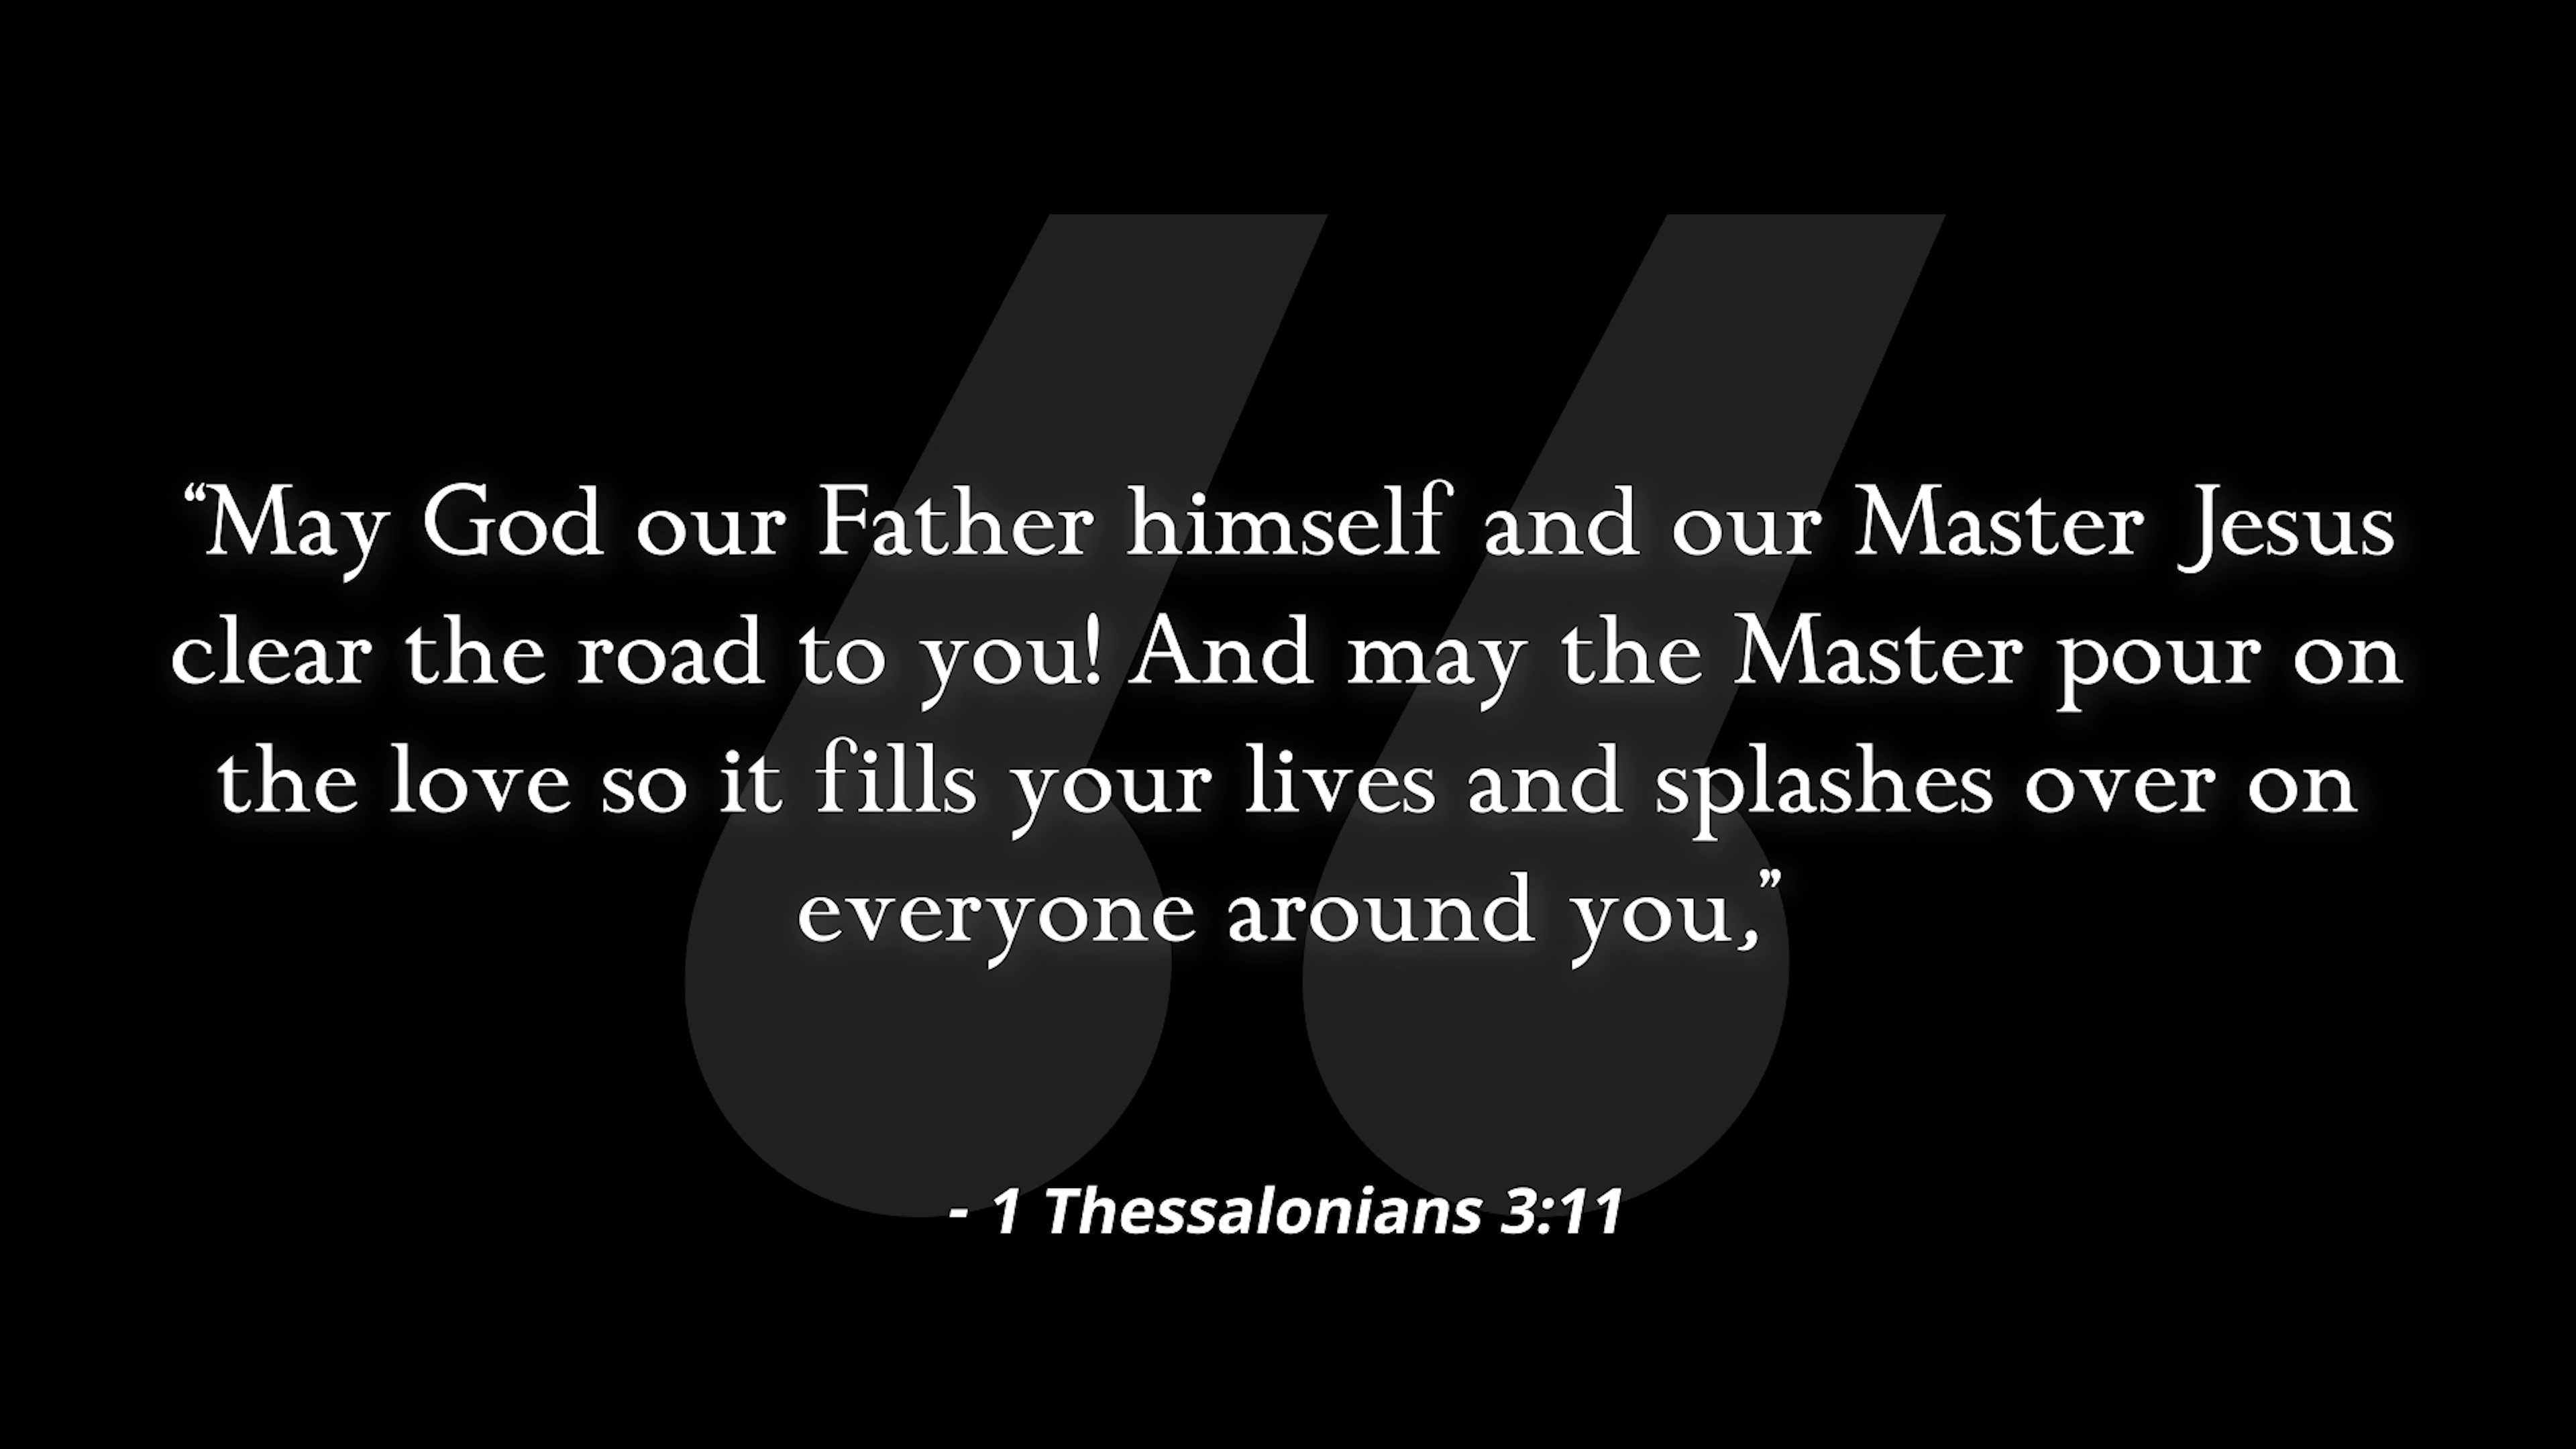 “May God our Father himself and our Master Jesus
clear the road to you! And may the Master pour on
the love so it fills your lives and splashes over on
everyone around you,”
- 1 Thessalonians 3:11